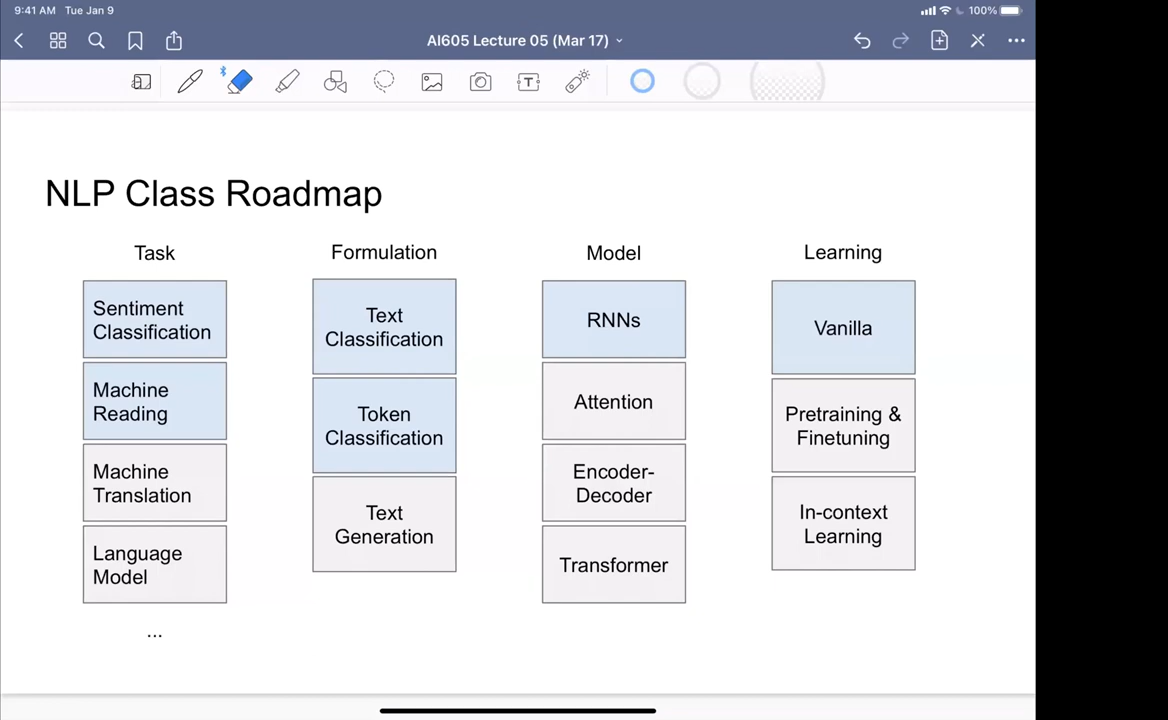 9:41 AM Tue Jan 9
100%
AI605 Lecture 05 (Mar 17)
T
NLP Class Roadmap
Task
Sentiment
Classification
Machine
Reading
Machine
Translation
Language
Model
...
Formulation
Text
Classification
Token
Classification
Text
Generation
Model
RNNs
Attention
Encoder-
Decoder
Transformer
Learning
Vanilla
Pretraining &
Finetuning
In-context
Learning